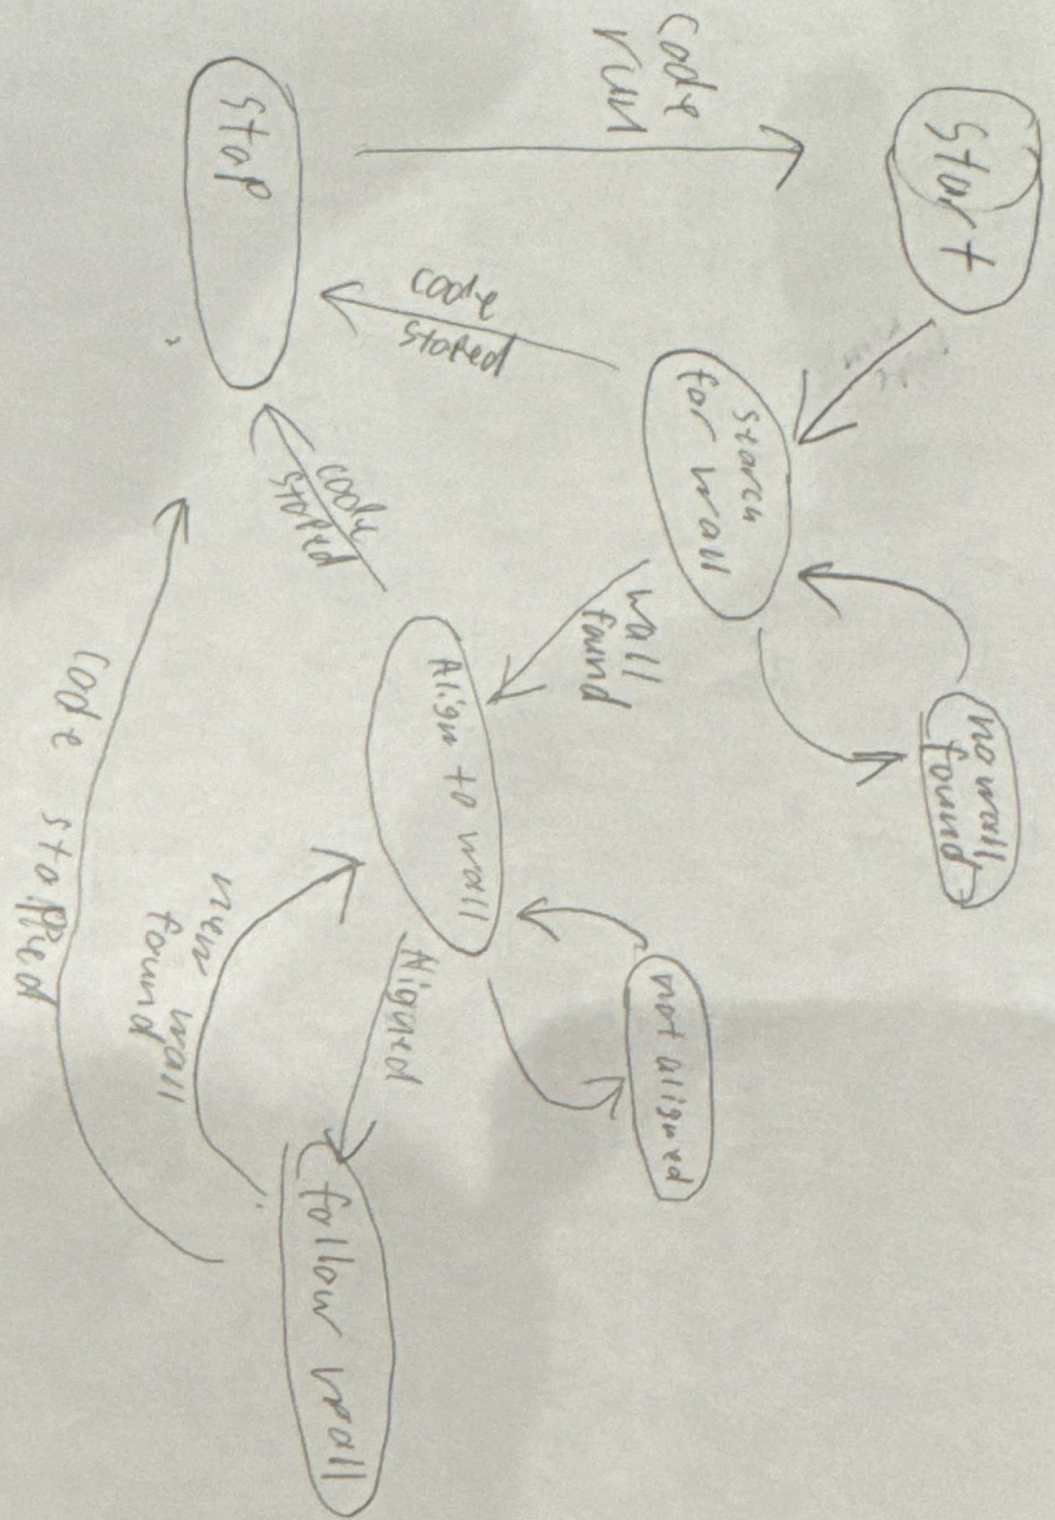 Start
code
run
Stop
search
for wall
code
stoped
no wall
found
wall
found
code
stoped
Align to wall
not aligned
Aligned
new wall
found
code stopped
follow wall